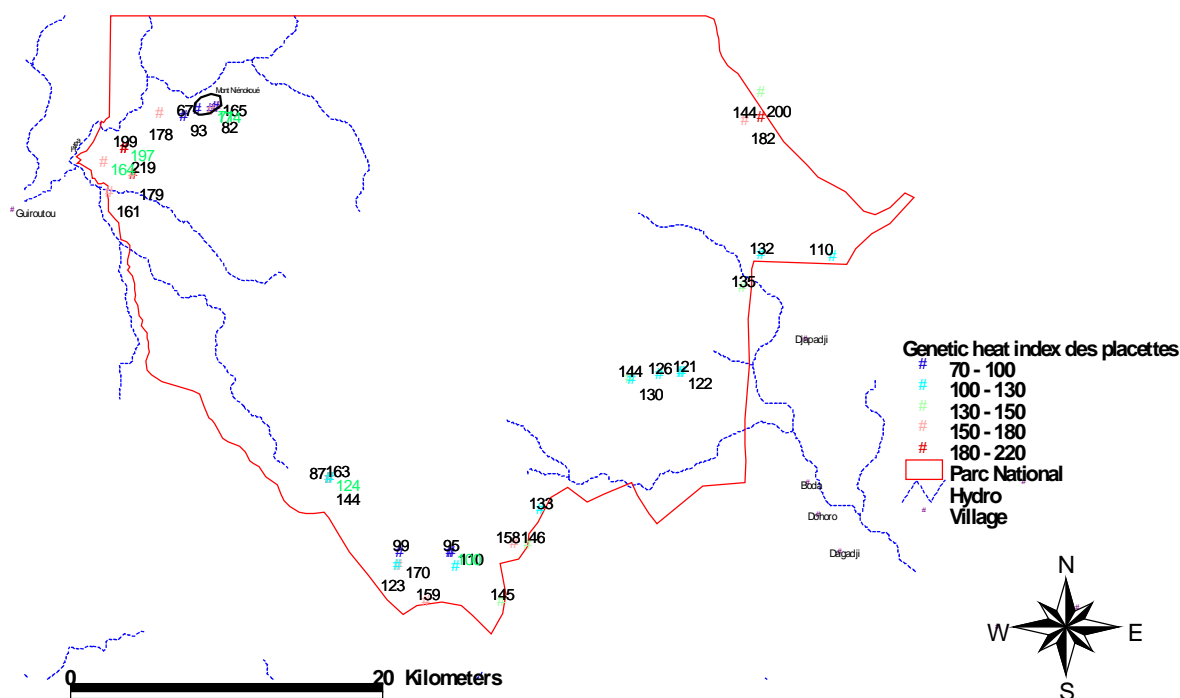 Mont Niénokoué
67
165
93
82
178
199
197
164
219
179
161
Guiroutou
144
200
182
132
110
135
Djapadji
144
126
121
130
122
Genetic heat index des placettes
# 70 - 100
# 100 - 130
# 130 - 150
# 150 - 180
# 180 - 220
Parc National
Hydro
# Village
87
163
124
144
133
158
146
99
95
110
170
123
159
145
Boda
Dohoro
Dagadji
N
W
E
S
0
20 Kilometers